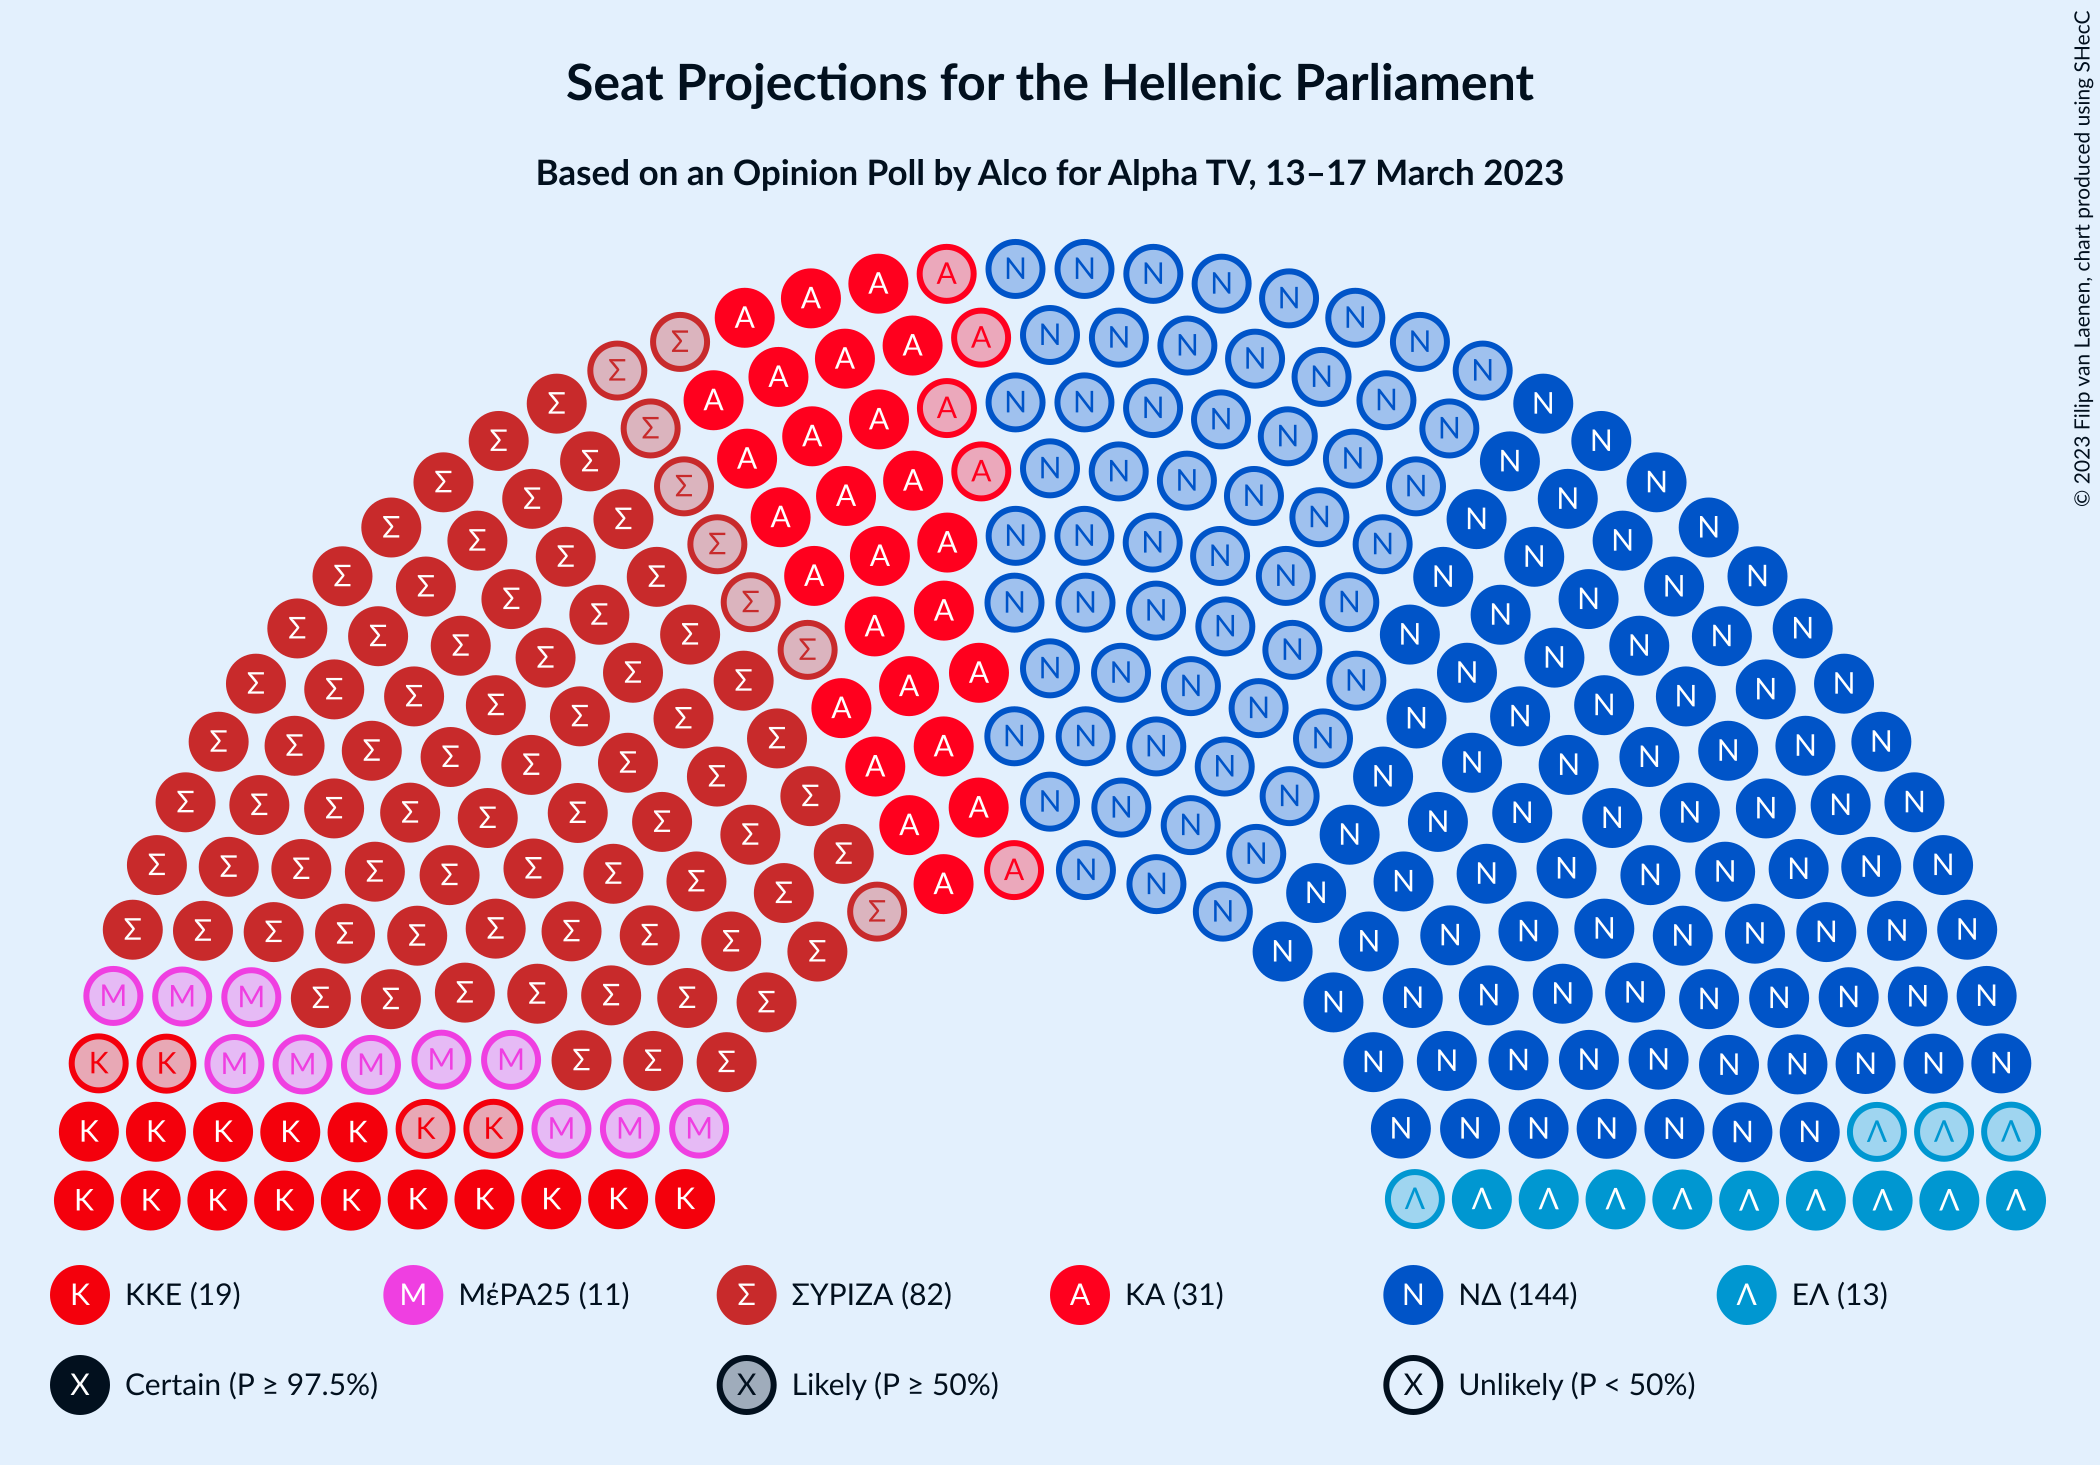 Seat Projections for the Hellenic Parliament
Based on an Opinion Poll by Alco for Alpha TV, 13–17 March 2023
© 2023 Filip van Laenen, chart produced using SHecC
K ΚΚΕ (19)
M ΜέΡΑ25 (11)
Σ ΣΥΡΙΖΑ (82)
A ΚΑ (31)
N ΝΔ (144)
Λ ΕΛ (13)
X Certain (P ≥ 97.5%)
X Likely (P ≥ 50%)
X Unlikely (P < 50%)